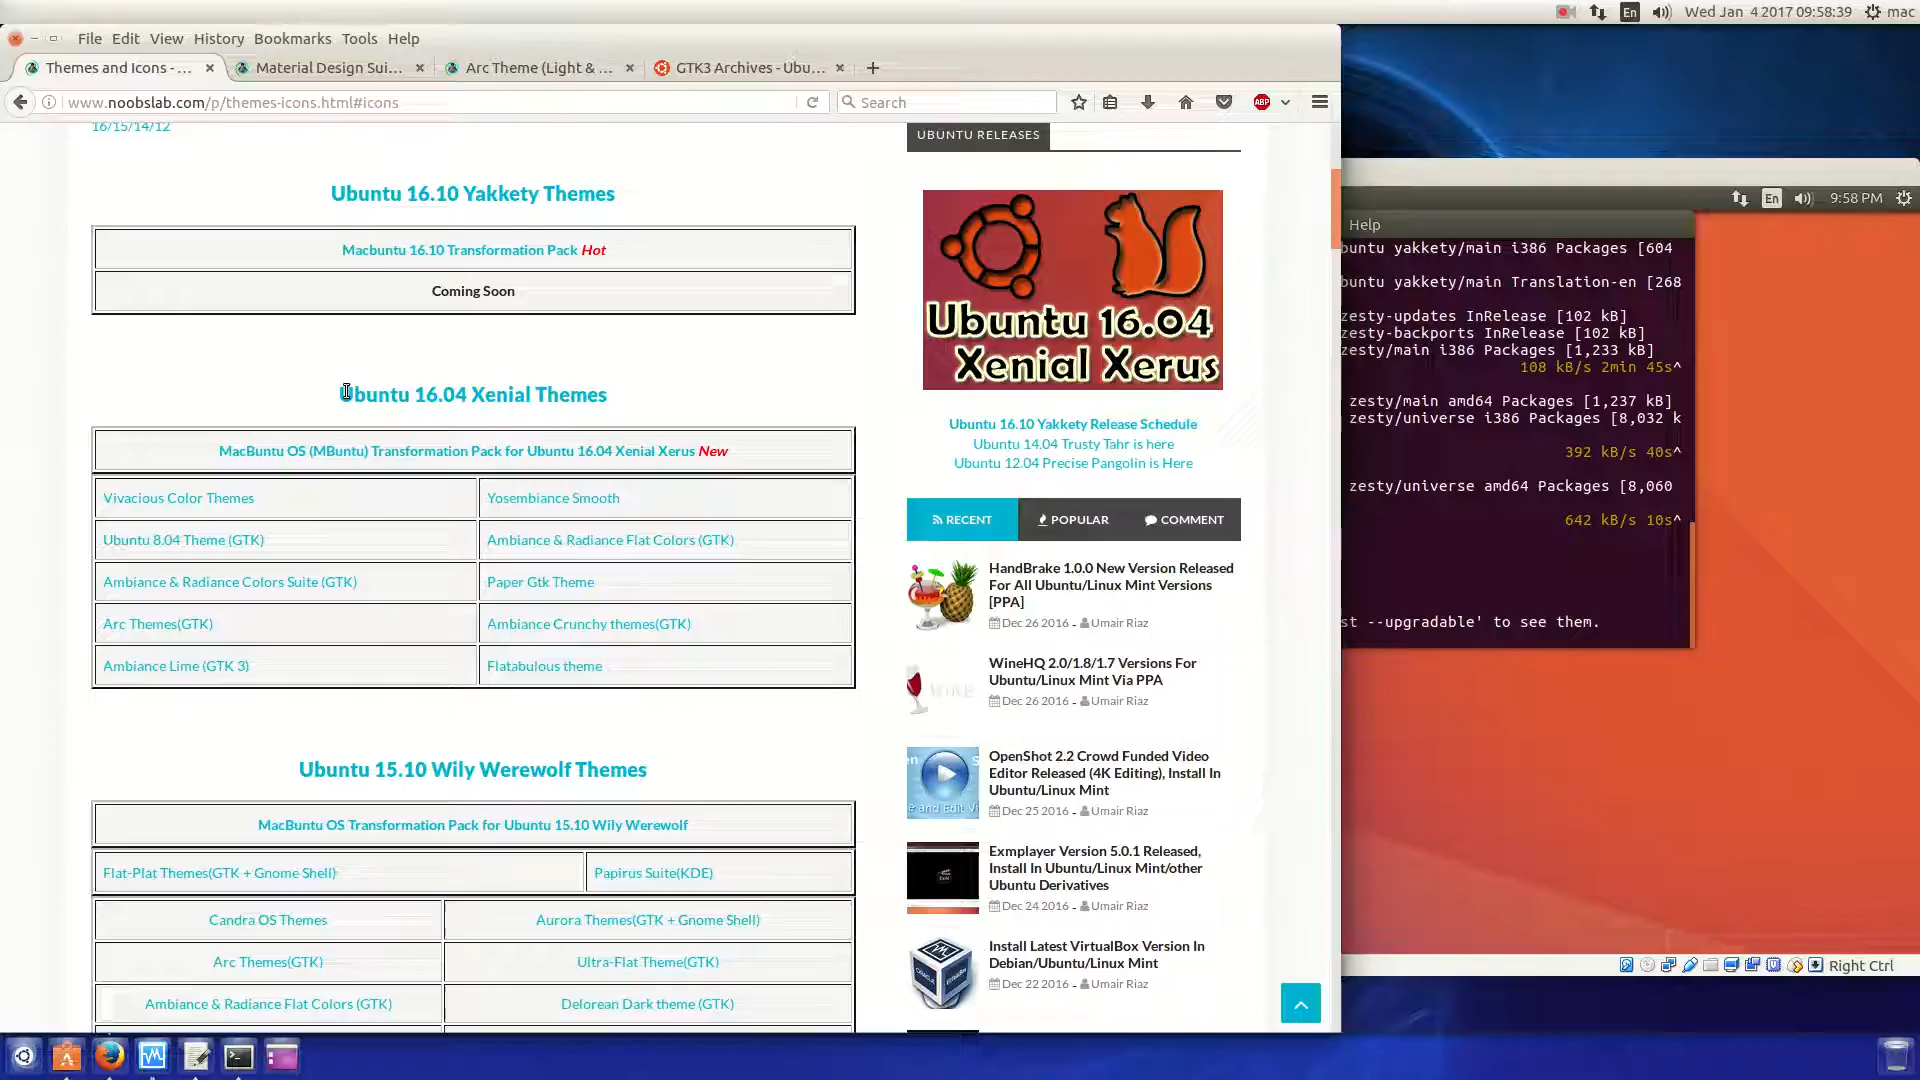 En
Wed Jan 4 2017 09:58:39
mac
File Edit View History Bookmarks Tools Help
Themes and Icons - ...
Material Design Sui...
Arc Theme (Light & ...
GTK3 Archives - Ubu...
www.noobslab.com/p/themes-icons.html#icons
Search
ABP
16/15/14/12
Ubuntu 16.10 Yakkety Themes
Macbuntu 16.10 Transformation Pack Hot
Coming Soon
Ubuntu 16.04 Xenial Themes
MacBuntu OS (MBuntu) Transformation Pack for Ubuntu 16.04 Xenial Xerus New
Vivacious Color Themes
Yosembiance Smooth
Ubuntu 8.04 Theme (GTK)
Ambiance & Radiance Flat Colors (GTK)
Ambiance & Radiance Colors Suite (GTK)
Paper Gtk Theme
Arc Themes(GTK)
Ambiance Crunchy themes(GTK)
Ambiance Lime (GTK 3)
Flatabulous theme
Ubuntu 15.10 Wily Werewolf Themes
MacBuntu OS Transformation Pack for Ubuntu 15.10 Wily Werewolf
Flat-Plat Themes(GTK + Gnome Shell)
Papirus Suite(KDE)
Candra OS Themes
Aurora Themes(GTK + Gnome Shell)
Arc Themes(GTK)
Ultra-Flat Theme(GTK)
Ambiance & Radiance Flat Colors (GTK)
Delorean Dark theme (GTK)
UBUNTU RELEASES
Ubuntu 16.04
Xenial Xerus
Ubuntu 16.10 Yakkety Release Schedule
Ubuntu 14.04 Trusty Tahr is here
Ubuntu 12.04 Precise Pangolin is Here
RECENT
POPULAR
COMMENT
HandBrake 1.0.0 New Version Released
For All Ubuntu/Linux Mint Versions
[PPA]
Dec 26 2016 - Umair Riaz
WINE
WineHQ 2.0/1.8/1.7 Versions For
Ubuntu/Linux Mint Via PPA
Dec 26 2016 - Umair Riaz
OpenShot 2.2 Crowd Funded Video
Editor Released (4K Editing), Install In
Ubuntu/Linux Mint
Dec 25 2016 - Umair Riaz
Exmplayer Version 5.0.1 Released,
Install In Ubuntu/Linux Mint/other
Ubuntu Derivatives
Dec 24 2016 - Umair Riaz
Install Latest VirtualBox Version In
Debian/Ubuntu/Linux Mint
Dec 22 2016 - Umair Riaz
En
9:58 PM
Help
buntu yakkety/main i386 Packages [604
buntu yakkety/main Translation-en [268
zesty-updates InRelease [102 kB]
zesty-backports InRelease [102 kB]
zesty/main i386 Packages [1,233 kB]
108 kB/s 2min 45s^
zesty/main amd64 Packages [1,237 kB]
zesty/universe i386 Packages [8,032 k
392 kB/s 40s^
zesty/universe amd64 Packages [8,060
642 kB/s 10s^
st --upgradable' to see them.
Right Ctrl